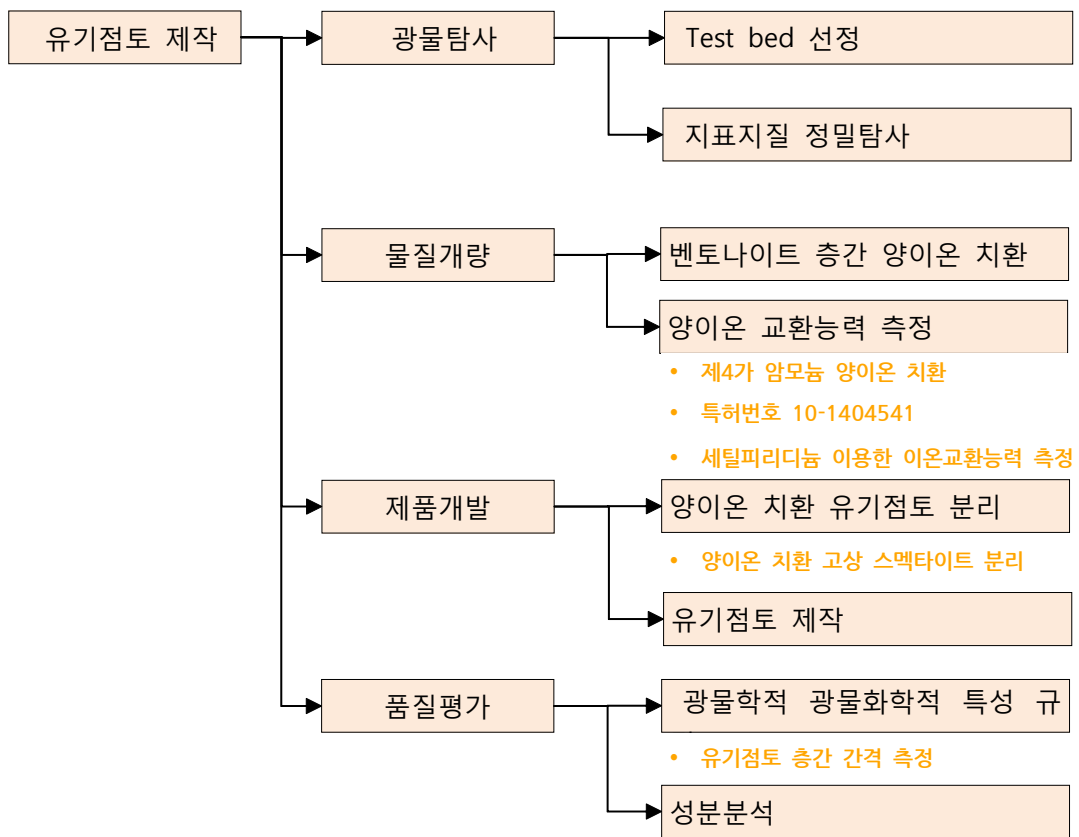 유기점토 제작
광물탐사
Test bed 선정
지표지질 정밀탐사
물질개량
벤토나이트 층간 양이온 치환
양이온 교환능력 측정
• 제4가 암모늄 양이온 치환
• 특허번호 10-1404541
• 세틸피리디늄 이용한 이온교환능력 측정
제품개발
양이온 치환 유기점토 분리
• 양이온 치환 고상 스멕타이트 분리
유기점토 제작
품질평가
광물학적 광물화학적 특성 규
• 유기점토 층간 간격 측정
성분분석